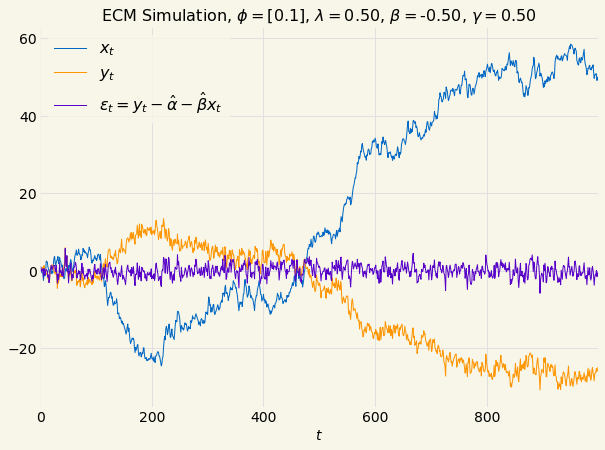 ECM Simulation, ϕ = [0.1], λ = 0.50, β = -0.50, γ = 0.50
x_t
y_t
ε_t = y_t − α̂ − β̂x_t
60
40
20
0
−20
0 200 400 600 800
t